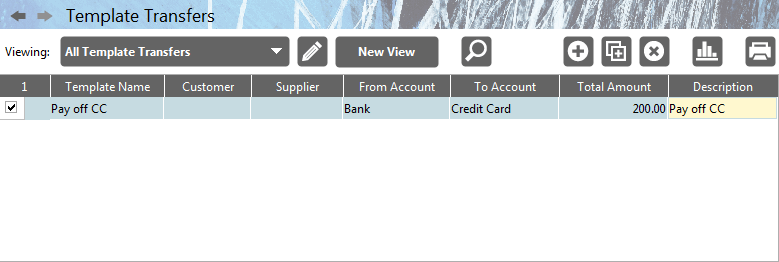 Template Transfers
Viewing: All Template Transfers New View
1 Template Name Customer Supplier From Account To Account Total Amount Description
Pay off CC Bank Credit Card 200.00 Pay off CC